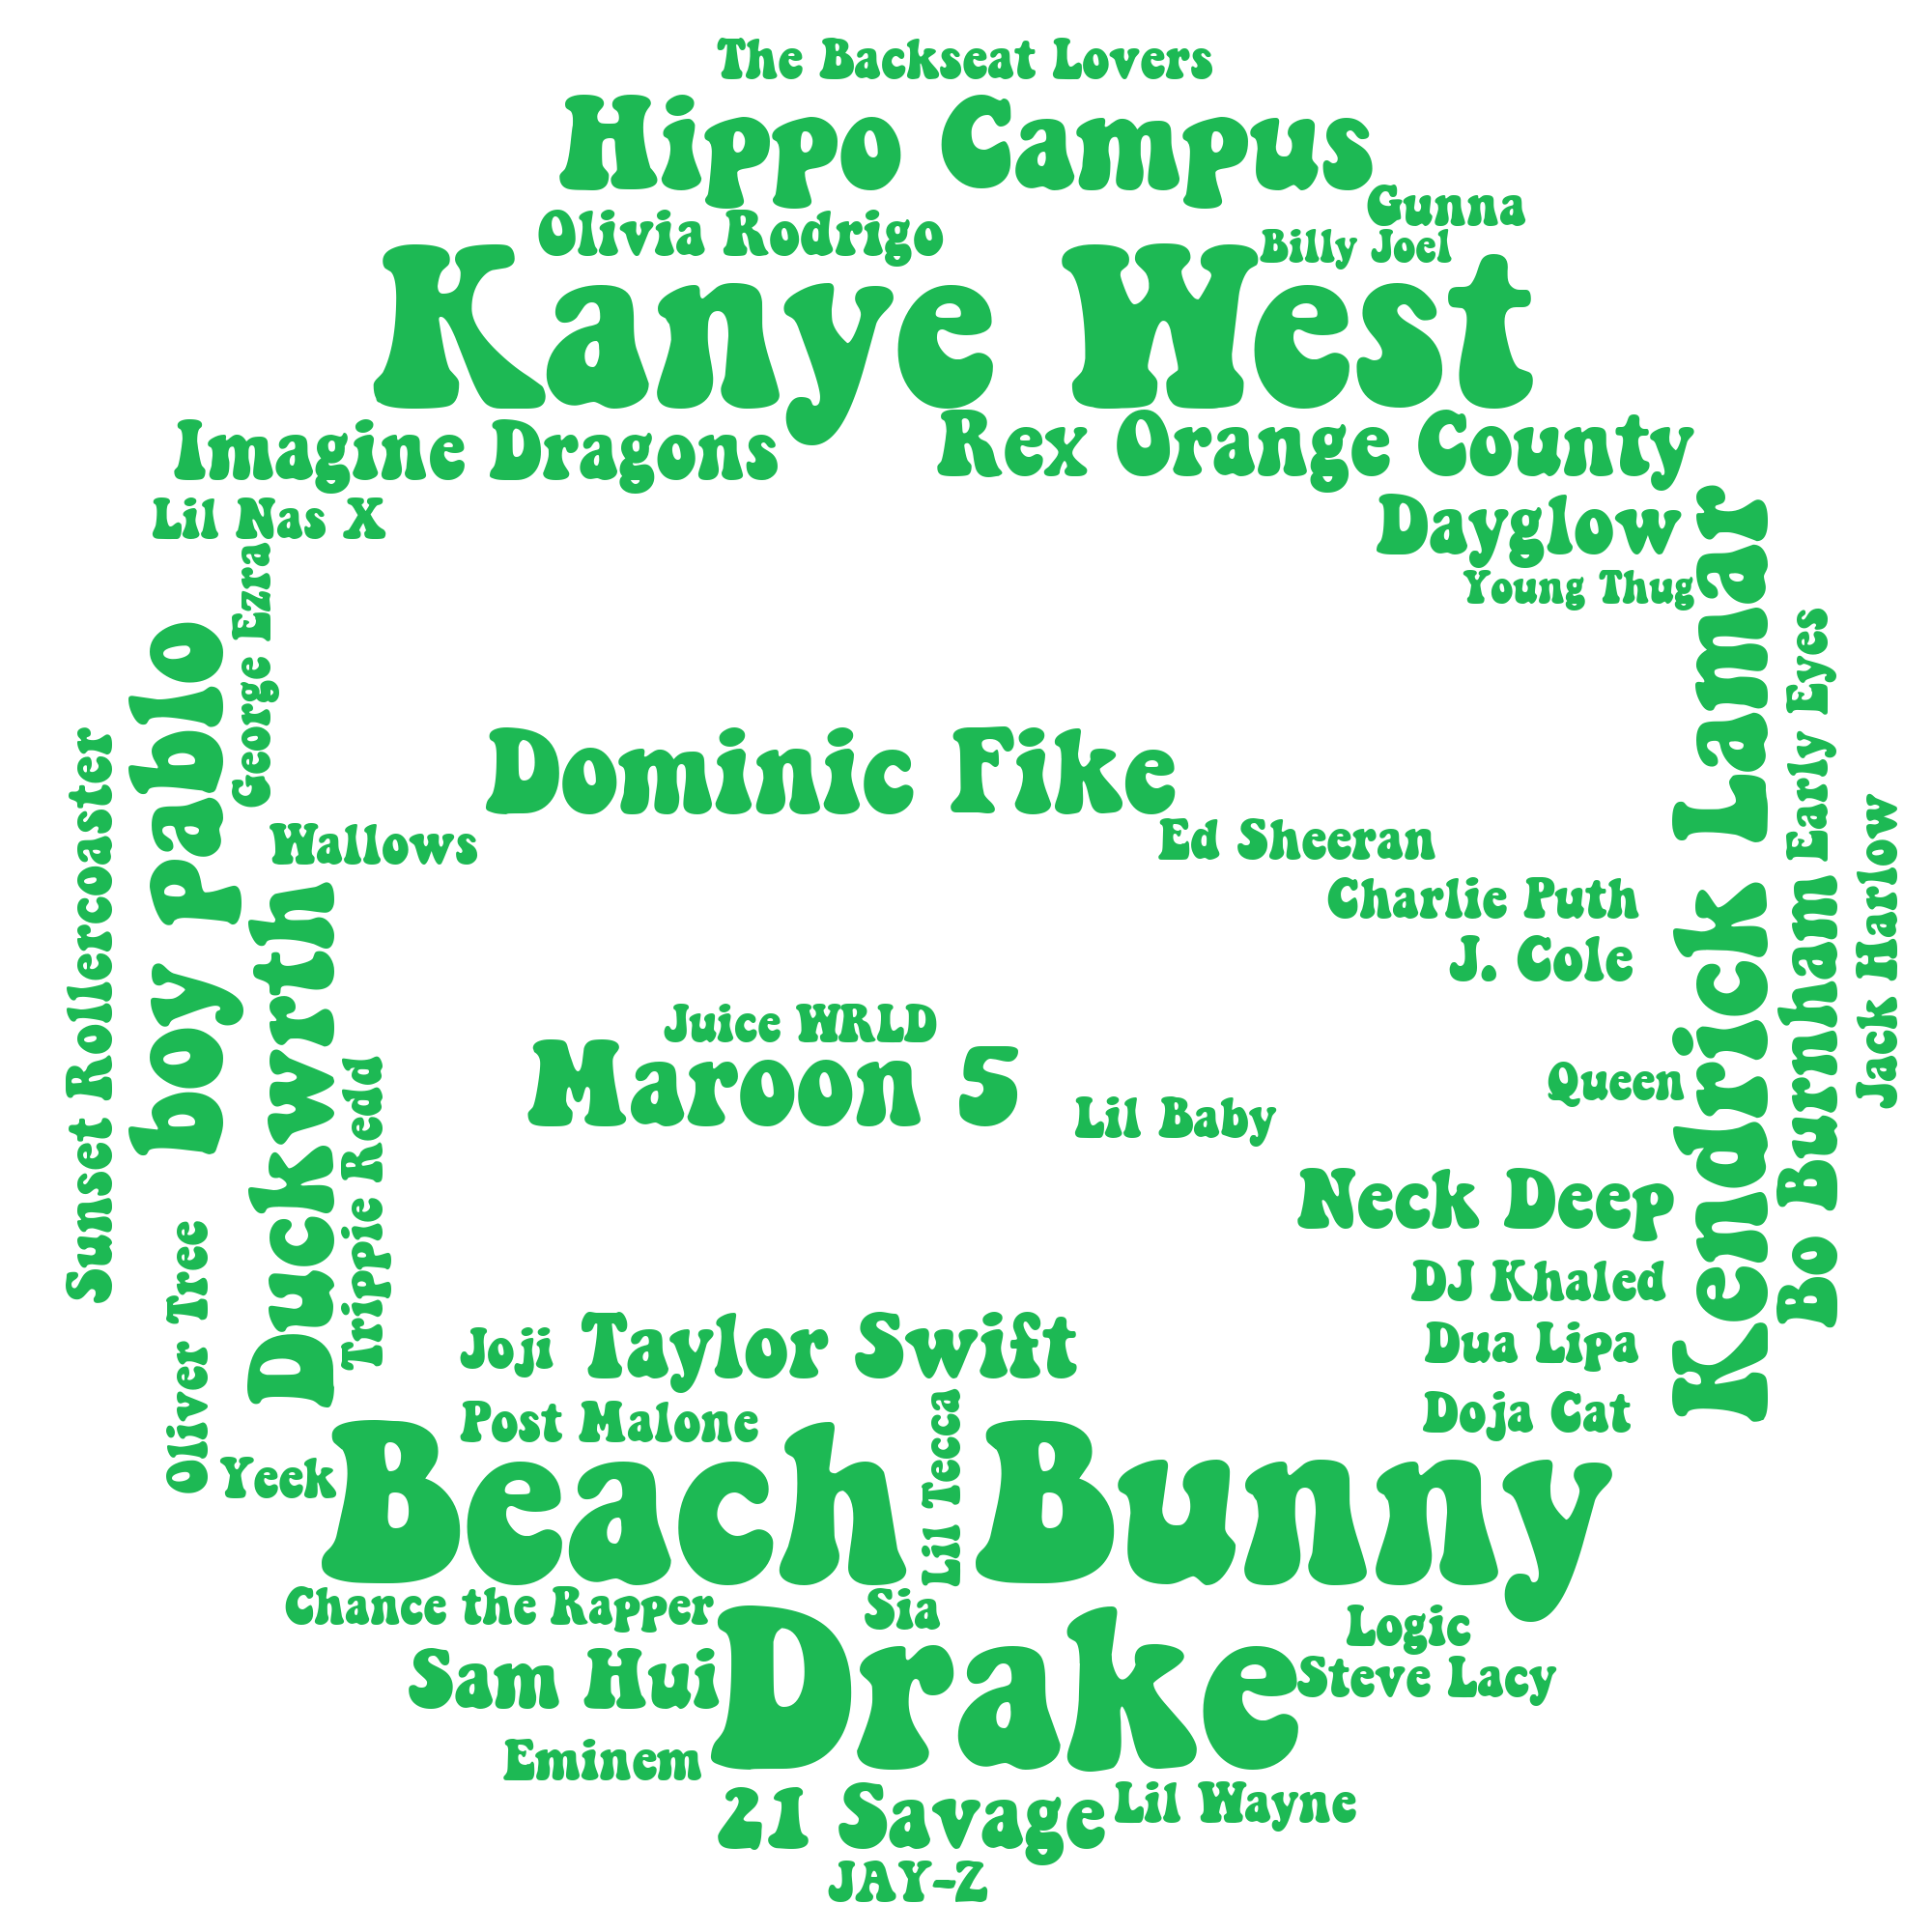 The Backseat Lovers
Hippo Campus
Gunna
Olivia Rodrigo
Billy Joel
Kanye West
Imagine Dragons
Rex Orange County
Lil Nas X
Dayglow
Young Thug
George Ezra
boy pablo
Kendrick Lamar
Early Eyes
Sunset Rollercoaster
Dominic Fike
Wallows
Ed Sheeran
Jack Harlow
Charlie Puth
Duckwrth
Bo Burnham
J. Cole
Juice WRLD
Maroon 5
Flipper Reed
Queen
Lil Baby
Neck Deep
Oliver Tree
DJ Khaled
Joji
Taylor Swift
Dua Lipa
Post Malone
Doja Cat
Lil Tecca
Yeek
Beach Bunny
Chance the Rapper
Sia
Logic
Sam Hui
Drake
Steve Lacy
Eminem
21 Savage
Lil Wayne
JAY-Z